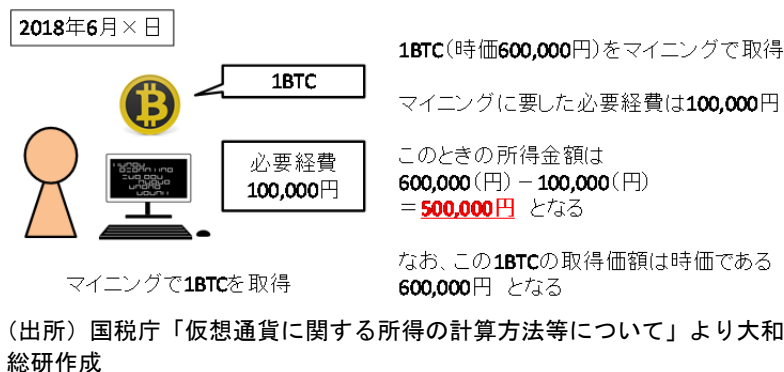 2018年6月×日
1BTC
必要経費
100,000円
マイニングで1BTCを取得
1BTC(時価600,000円)をマイニングで取得
マイニングに要した必要経費は100,000円
このときの所得金額は
600,000(円)－100,000(円)
＝500,000円 となる
なお、この1BTCの取得価額は時価である
600,000円 となる
(出所) 国税庁「仮想通貨に関する所得の計算方法等について」より大和
総研作成